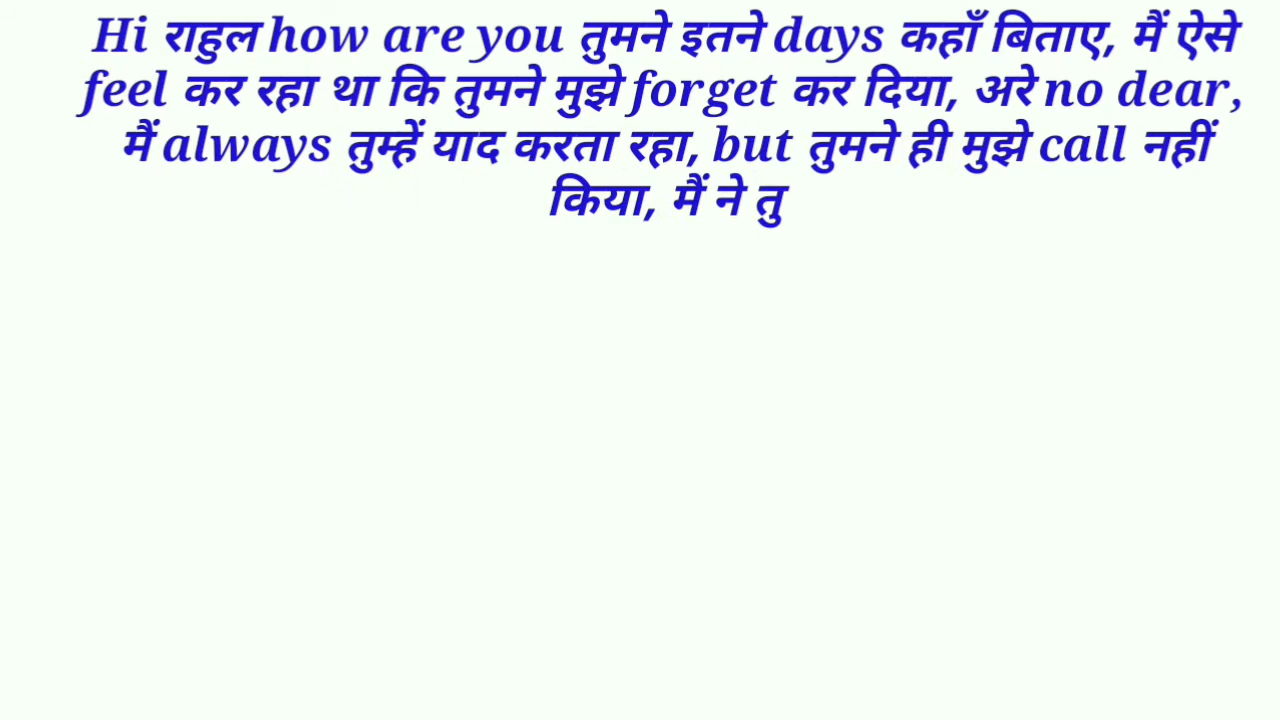 Hi राहुल how are you तुमने इतने days कहाँ बिताए, मैं ऐसे
feel कर रहा था कि तुमने मुझे forget कर दिया, अरे no dear,
मैं always तुम्हें याद करता रहा, but तुमने ही मुझे call नहीं
किया, मैं ने तु